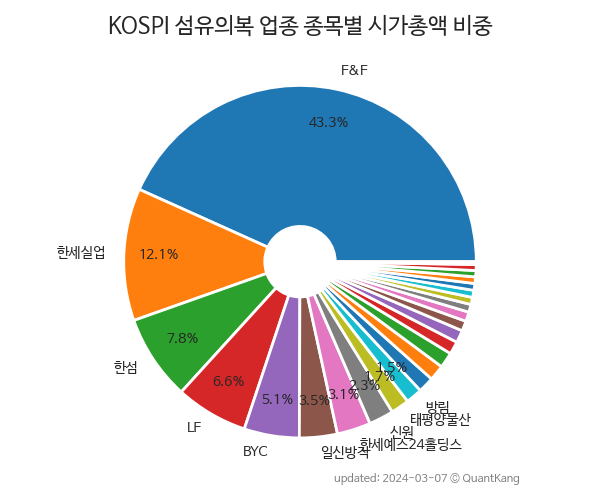 KOSPI 섬유의복 업종 종목별 시가총액 비중
F&F
43.3%
한세실업
12.1%
한섬
7.8%
LF
6.6%
BYC
5.1%
일신방직
3.5%
한세예스24홀딩스
3.1%
신원
2.3%
태평양물산
1.7%
방림
1.5%
updated: 2024-03-07 © QuantKang